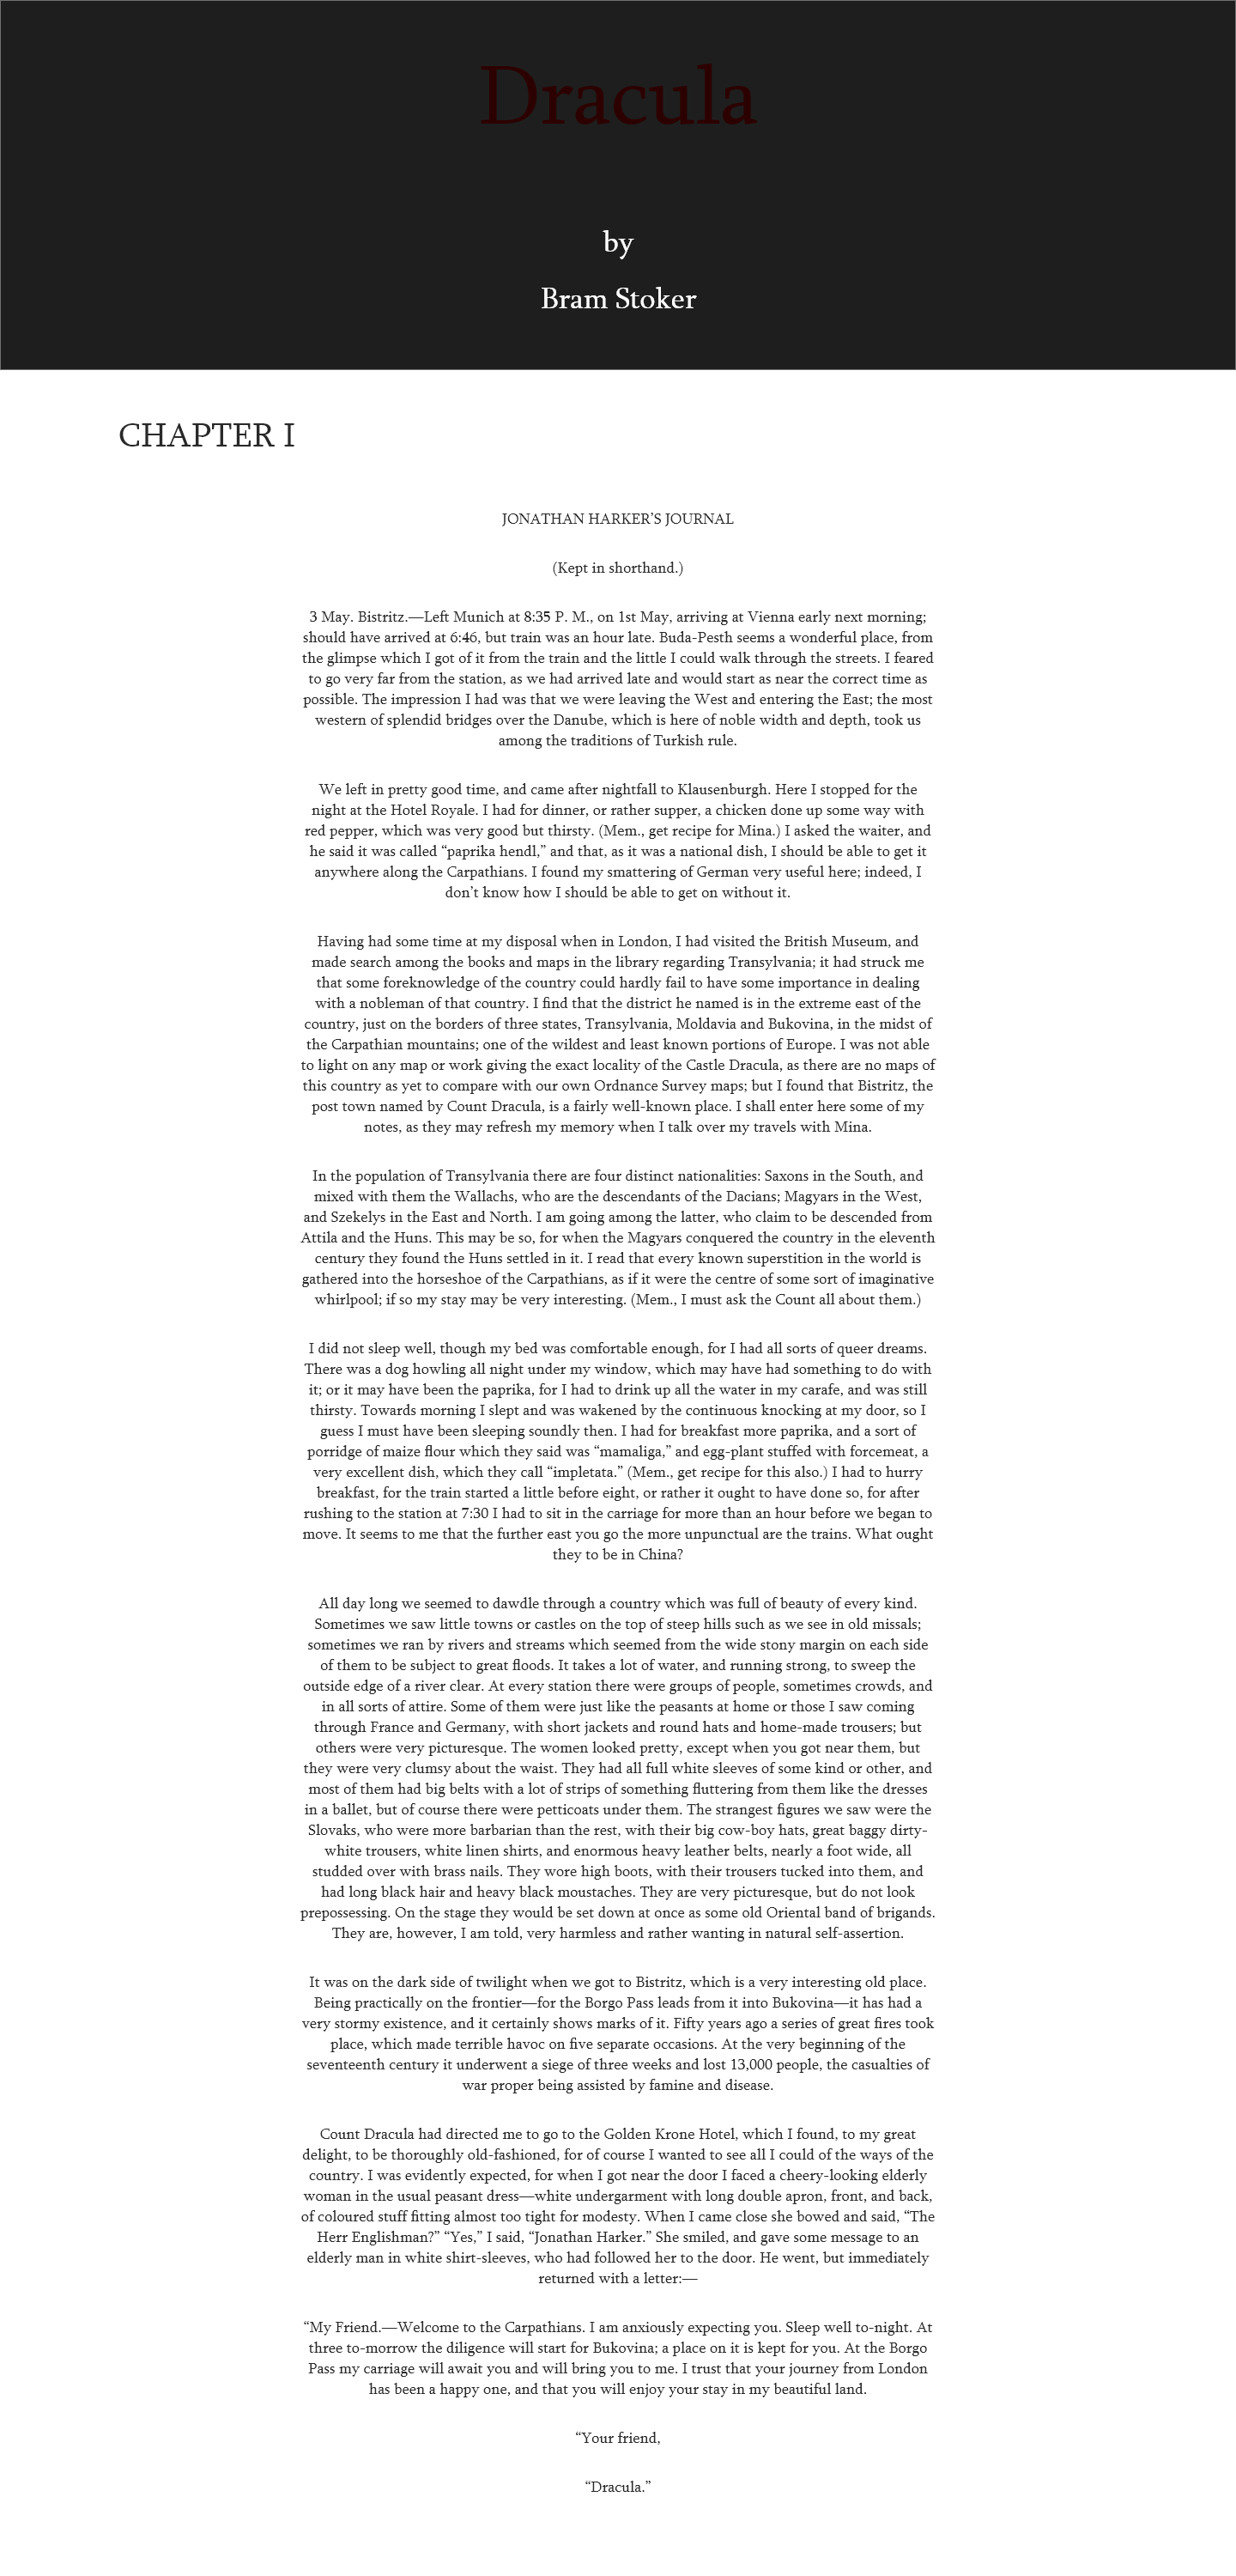 Dracula
by
Bram Stoker
CHAPTER I
JONATHAN HARKER’S JOURNAL
(Kept in shorthand.)
3 May. Bistritz.—Left Munich at 8:35 P. M., on 1st May, arriving at Vienna early next morning;
should have arrived at 6:46, but train was an hour late. Buda-Pesth seems a wonderful place, from
the glimpse which I got of it from the train and the little I could walk through the streets. I feared
to go very far from the station, as we had arrived late and would start as near the correct time as
possible. The impression I had was that we were leaving the West and entering the East; the most
western of splendid bridges over the Danube, which is here of noble width and depth, took us
among the traditions of Turkish rule.
We left in pretty good time, and came after nightfall to Klausenburgh. Here I stopped for the
night at the Hotel Royale. I had for dinner, or rather supper, a chicken done up some way with
red pepper, which was very good but thirsty. (Mem., get recipe for Mina.) I asked the waiter, and
he said it was called “paprika hendl,” and that, as it was a national dish, I should be able to get it
anywhere along the Carpathians. I found my smattering of German very useful here; indeed, I
don’t know how I should be able to get on without it.
Having had some time at my disposal when in London, I had visited the British Museum, and
made search among the books and maps in the library regarding Transylvania; it had struck me
that some foreknowledge of the country could hardly fail to have some importance in dealing
with a nobleman of that country. I find that the district he named is in the extreme east of the
country, just on the borders of three states, Transylvania, Moldavia and Bukovina, in the midst of
the Carpathian mountains; one of the wildest and least known portions of Europe. I was not able
to light on any map or work giving the exact locality of the Castle Dracula, as there are no maps of
this country as yet to compare with our own Ordnance Survey maps; but I found that Bistritz, the
post town named by Count Dracula, is a fairly well-known place. I shall enter here some of my
notes, as they may refresh my memory when I talk over my travels with Mina.
In the population of Transylvania there are four distinct nationalities: Saxons in the South, and
mixed with them the Wallachs, who are the descendants of the Dacians; Magyars in the West,
and Szekelys in the East and North. I am going among the latter, who claim to be descended from
Attila and the Huns. This may be so, for when the Magyars conquered the country in the eleventh
century they found the Huns settled in it. I read that every known superstition in the world is
gathered into the horseshoe of the Carpathians, as if it were the centre of some sort of imaginative
whirlpool; if so my stay may be very interesting. (Mem., I must ask the Count all about them.)
I did not sleep well, though my bed was comfortable enough, for I had all sorts of queer dreams.
There was a dog howling all night under my window, which may have had something to do with
it; or it may have been the paprika, for I had to drink up all the water in my carafe, and was still
thirsty. Towards morning I slept and was wakened by the continuous knocking at my door, so I
guess I must have been sleeping soundly then. I had for breakfast more paprika, and a sort of
porridge of maize flour which they said was “mamaliga,” and egg-plant stuffed with forcemeat, a
very excellent dish, which they call “impletata.” (Mem., get recipe for this also.) I had to hurry
breakfast, for the train started a little before eight, or rather it ought to have done so, for after
rushing to the station at 7:30 I had to sit in the carriage for more than an hour before we began to
move. It seems to me that the further east you go the more unpunctual are the trains. What ought
they to be in China?
All day long we seemed to dawdle through a country which was full of beauty of every kind.
Sometimes we saw little towns or castles on the top of steep hills such as we see in old missals;
sometimes we ran by rivers and streams which seemed from the wide stony margin on each side
of them to be subject to great floods. It takes a lot of water, and running strong, to sweep the
outside edge of a river clear. At every station there were groups of people, sometimes crowds, and
in all sorts of attire. Some of them were just like the peasants at home or those I saw coming
through France and Germany, with short jackets and round hats and home-made trousers; but
others were very picturesque. The women looked pretty, except when you got near them, but
they were very clumsy about the waist. They had all full white sleeves of some kind or other, and
most of them had big belts with a lot of strips of something fluttering from them like the dresses
in a ballet, but of course there were petticoats under them. The strangest figures we saw were the
Slovaks, who were more barbarian than the rest, with their big cow-boy hats, great baggy dirty-
white trousers, white linen shirts, and enormous heavy leather belts, nearly a foot wide, all
studded over with brass nails. They wore high boots, with their trousers tucked into them, and
had long black hair and heavy black moustaches. They are very picturesque, but do not look
prepossessing. On the stage they would be set down at once as some old Oriental band of brigands.
They are, however, I am told, very harmless and rather wanting in natural self-assertion.
It was on the dark side of twilight when we got to Bistritz, which is a very interesting old place.
Being practically on the frontier—for the Borgo Pass leads from it into Bukovina—it has had a
very stormy existence, and it certainly shows marks of it. Fifty years ago a series of great fires took
place, which made terrible havoc on five separate occasions. At the very beginning of the
seventeenth century it underwent a siege of three weeks and lost 13,000 people, the casualties of
war proper being assisted by famine and disease.
Count Dracula had directed me to go to the Golden Krone Hotel, which I found, to my great
delight, to be thoroughly old-fashioned, for of course I wanted to see all I could of the ways of the
country. I was evidently expected, for when I got near the door I faced a cheery-looking elderly
woman in the usual peasant dress—white undergarment with long double apron, front, and back,
of coloured stuff fitting almost too tight for modesty. When I came close she bowed and said, “The
Herr Englishman?” “Yes,” I said, “Jonathan Harker.” She smiled, and gave some message to an
elderly man in white shirt-sleeves, who had followed her to the door. He went, but immediately
returned with a letter:—
“My Friend.—Welcome to the Carpathians. I am anxiously expecting you. Sleep well to-night. At
three to-morrow the diligence will start for Bukovina; a place on it is kept for you. At the Borgo
Pass my carriage will await you and will bring you to me. I trust that your journey from London
has been a happy one, and that you will enjoy your stay in my beautiful land.
“Your friend,
“Dracula.”